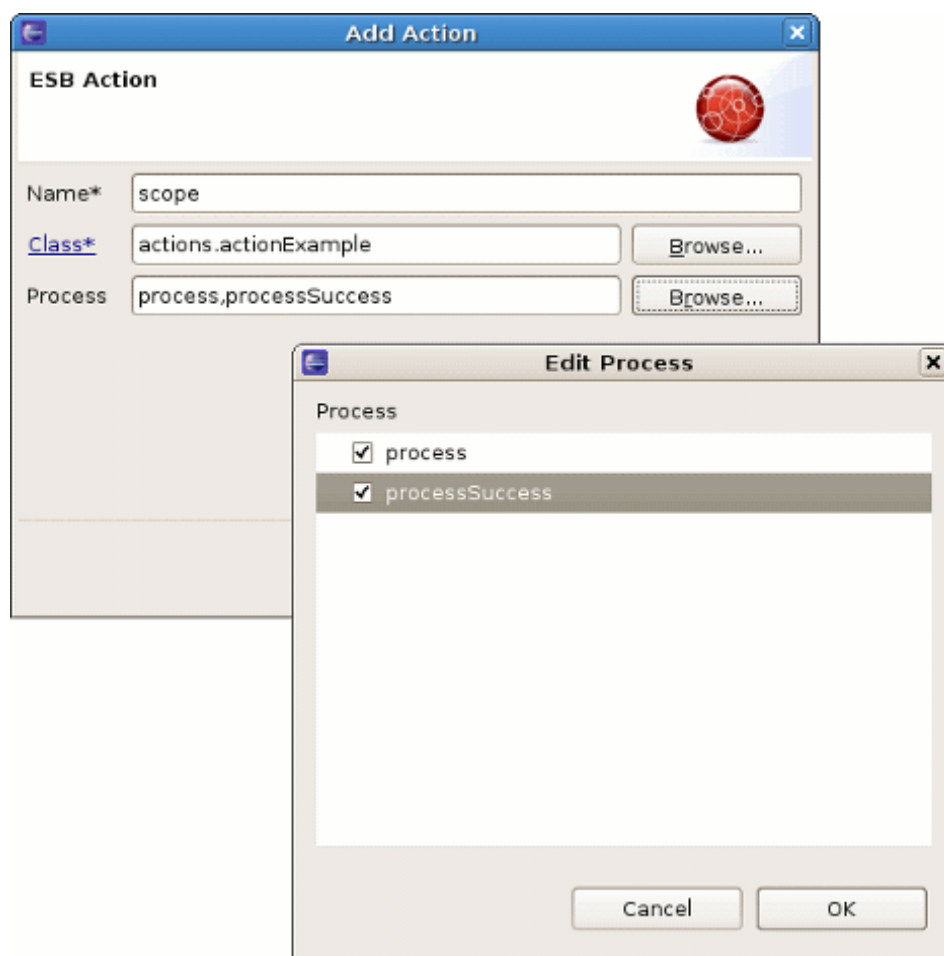 Add Action
ESB Action
Name* scope
Class* actions.actionExample Browse...
Process process,processSuccess Browse...
Edit Process
Process
process
processSuccess
Cancel OK